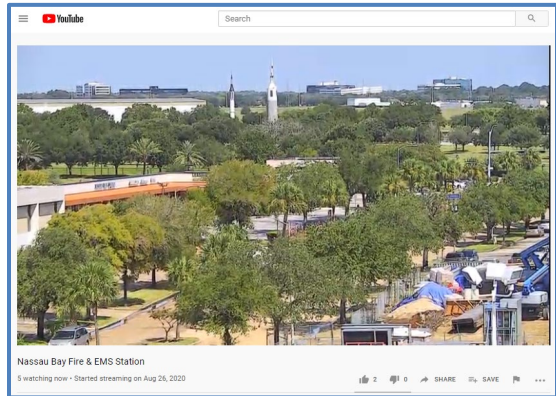 YouTube
Search
Nassau Bay Fire & EMS Station
5 watching now • Started streaming on Aug 26, 2020
2 0 SHARE SAVE